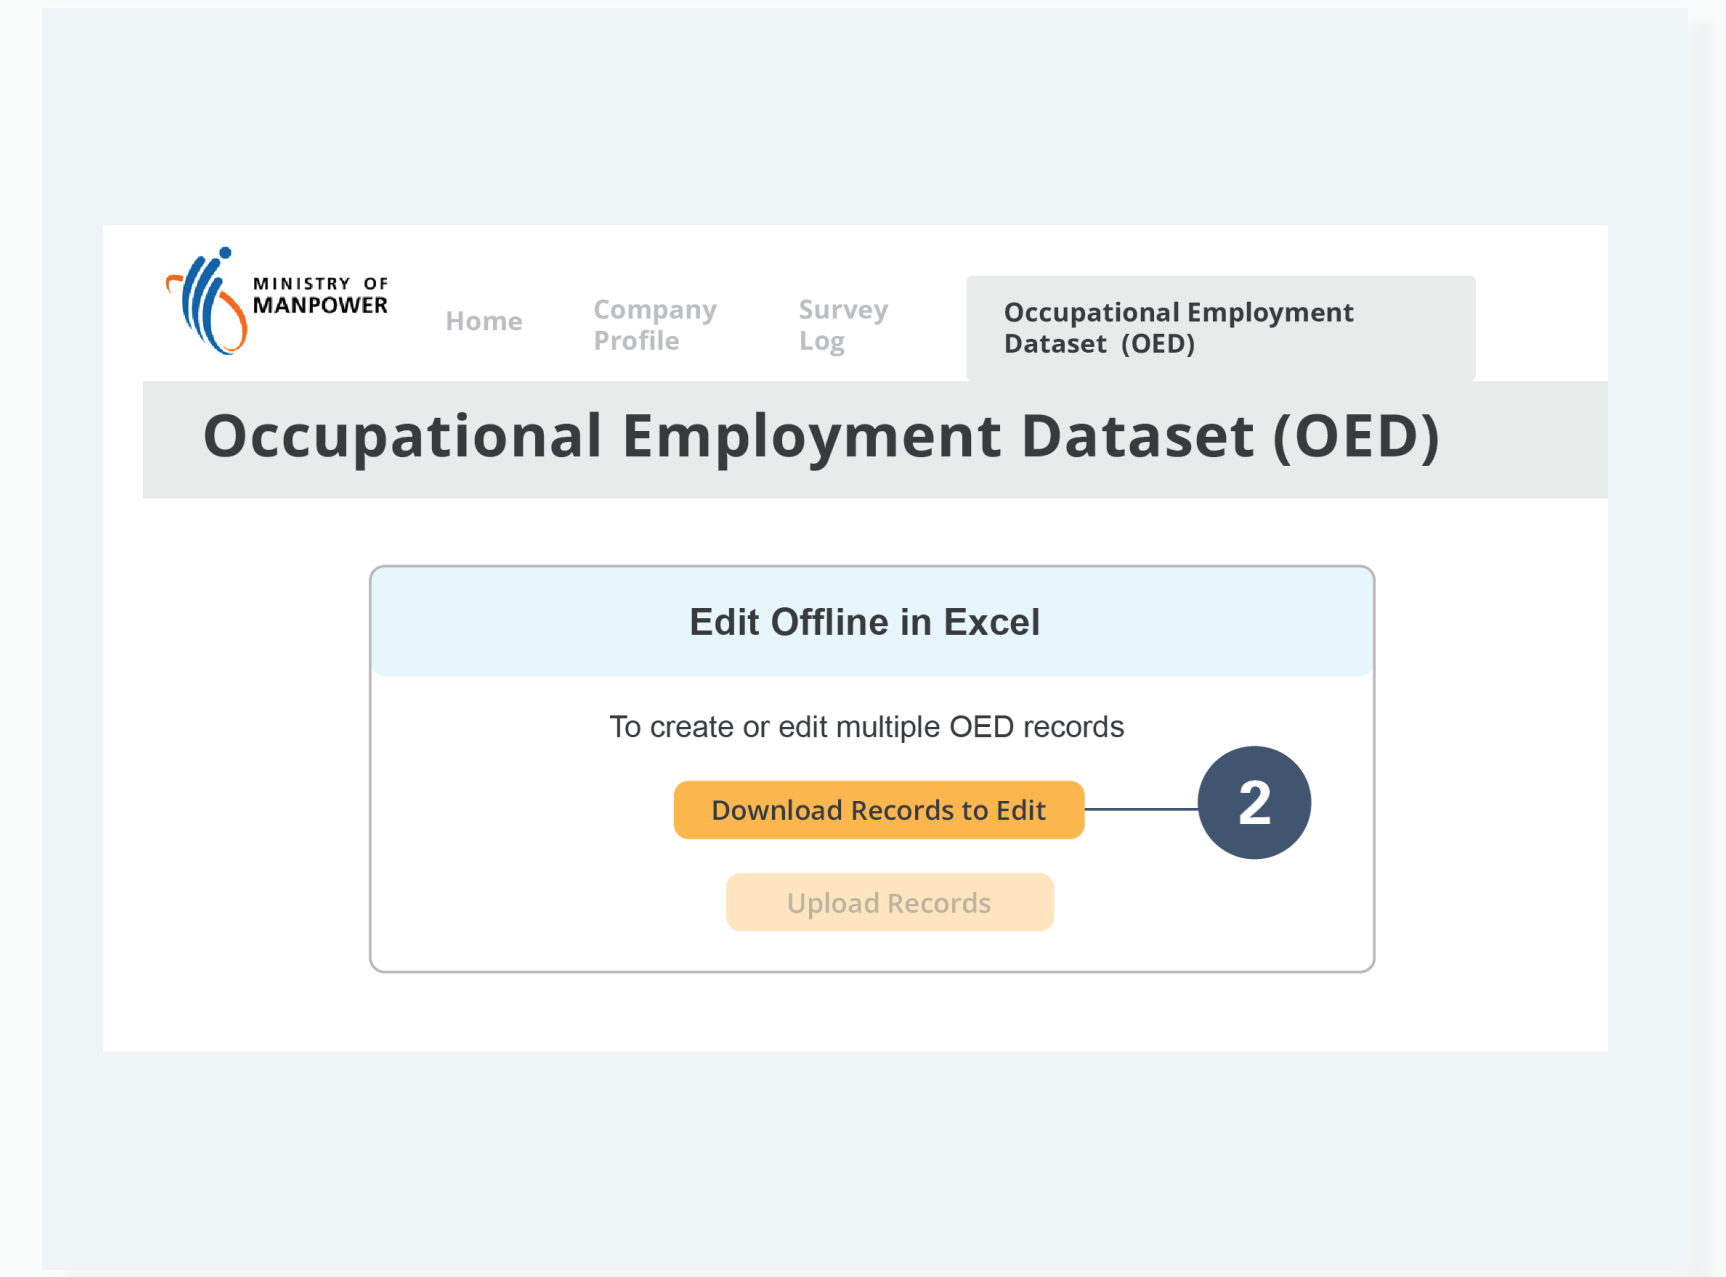 MINISTRY OF
MANPOWER
Home
Company
Profile
Survey
Log
Occupational Employment
Dataset (OED)
Occupational Employment Dataset (OED)
Edit Offline in Excel
To create or edit multiple OED records
Download Records to Edit
2
Upload Records